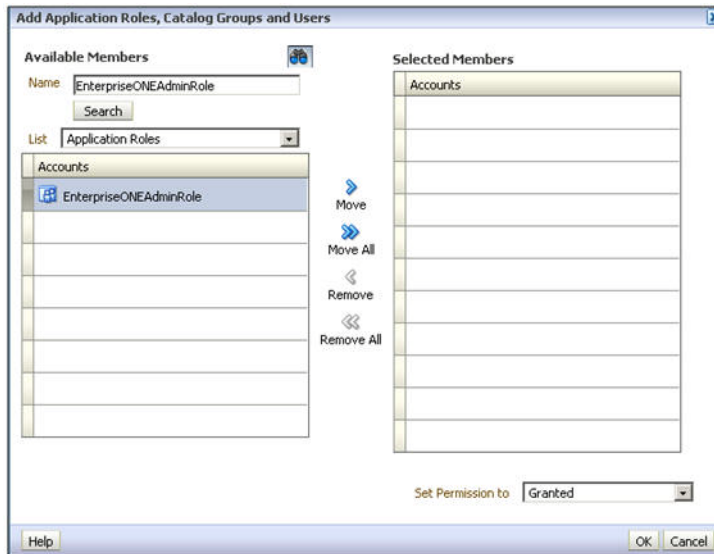 Add Application Roles, Catalog Groups and Users
Available Members
Name EnterpriseONEAdminRole
Search
List Application Roles
Accounts
EnterpriseONEAdminRole
Move
Move All
Remove
Remove All
Selected Members
Accounts
Set Permission to Granted
Help
OK Cancel